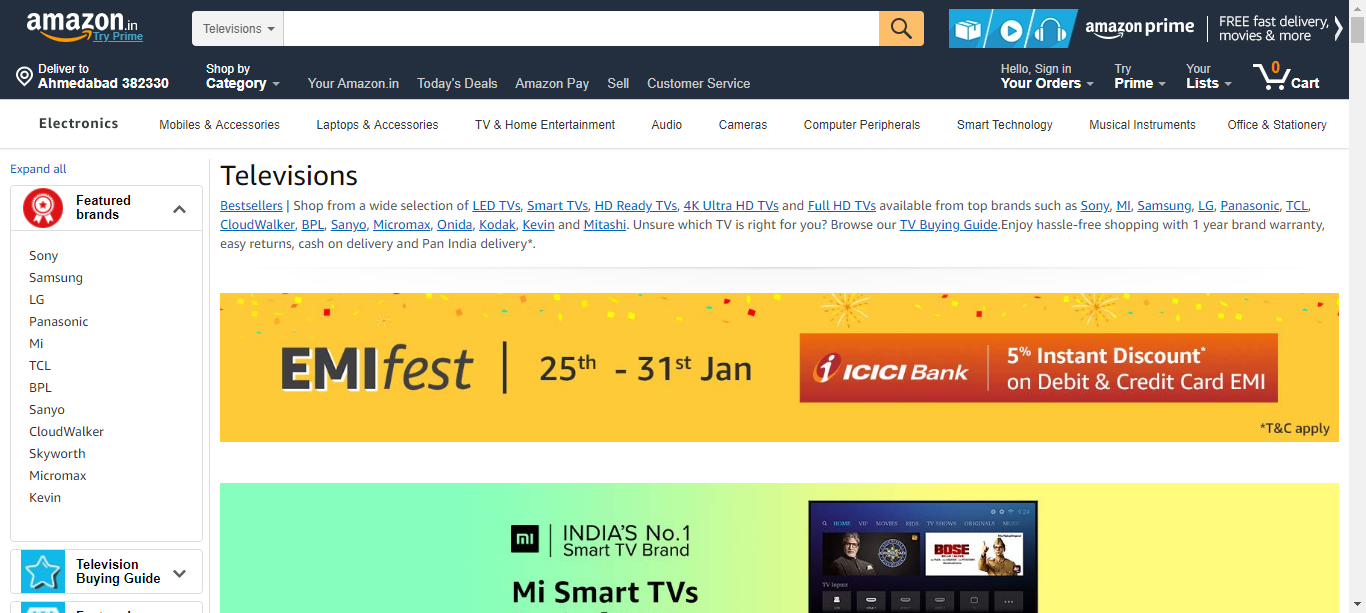 amazon.in
Try Prime
Televisions
amazon prime
FREE fast delivery,
movies & more
Deliver to
Ahmedabad 382330
Shop by
Category
Your Amazon.in
Today's Deals
Amazon Pay
Sell
Customer Service
Hello, Sign in
Your Orders
Try
Prime
Your
Lists
0
Cart
Electronics
Mobiles & Accessories
Laptops & Accessories
TV & Home Entertainment
Audio
Cameras
Computer Peripherals
Smart Technology
Musical Instruments
Office & Stationery
Expand all
Featured
brands
Sony
Samsung
LG
Panasonic
Mi
TCL
BPL
Sanyo
CloudWalker
Skyworth
Micromax
Kevin
Television
Buying Guide
Televisions
Bestsellers | Shop from a wide selection of LED TVs, Smart TVs, HD Ready TVs, 4K Ultra HD TVs and Full HD TVs available from top brands such as Sony, MI, Samsung, LG, Panasonic, TCL,
CloudWalker, BPL, Sanyo, Micromax, Onida, Kodak, Kevin and Mitashi. Unsure which TV is right for you? Browse our TV Buying Guide.Enjoy hassle-free shopping with 1 year brand warranty,
easy returns, cash on delivery and Pan India delivery*.
EMIfest | 25th - 31st Jan
ICICI Bank
5% Instant Discount*
on Debit & Credit Card EMI
*T&C apply
mi
INDIA'S No.1
Smart TV Brand
Mi Smart TVs
HOME VIP MOVIES KIDS TV SHOWS ORIGINALS MUSIC
BOSE
TV Inputs